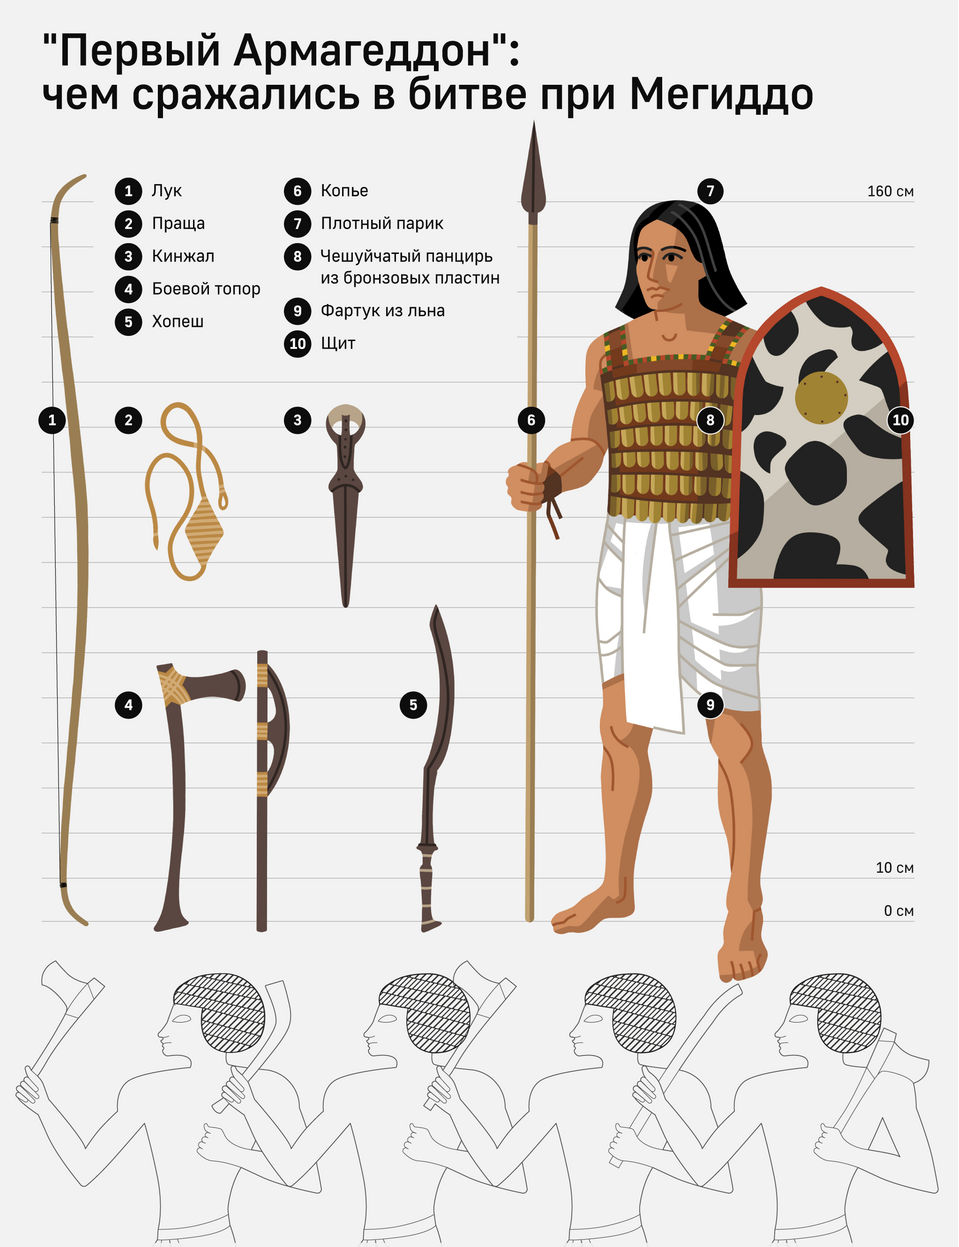 "Первый Армагеддон":
чем сражались в битве при Мегиддо
1 Лук
2 Праща
3 Кинжал
4 Боевой топор
5 Хопеш
6 Копье
7 Плотный парик
8 Чешуйчатый панцирь
из бронзовых пластин
9 Фартук из льна
10 Щит
7
160 см
1
2
3
6
8
10
4
5
9
10 см
0 см